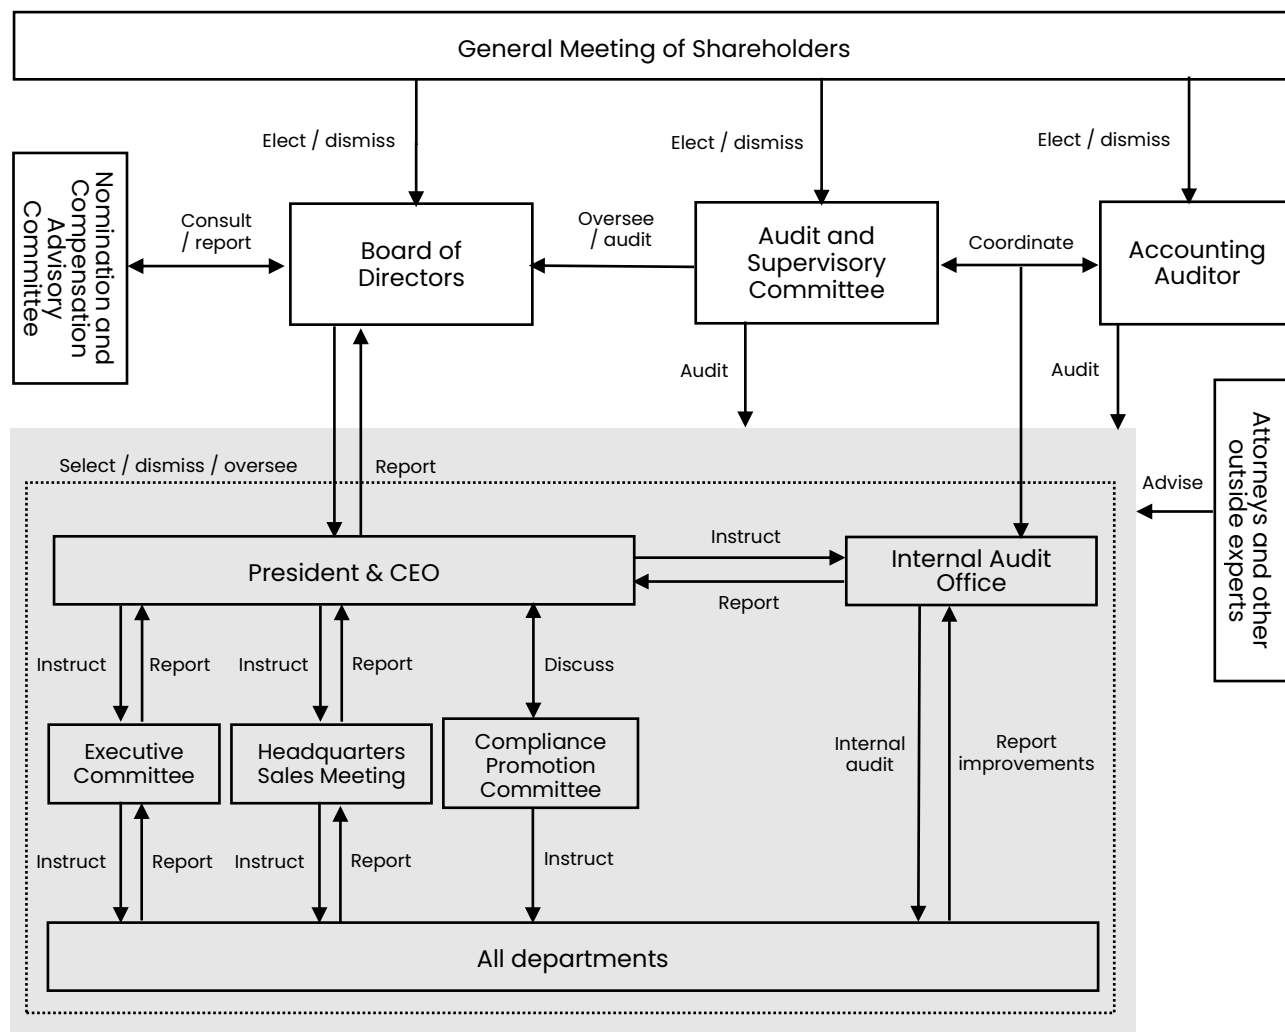 General Meeting of Shareholders
Elect / dismiss
Elect / dismiss
Elect / dismiss
Nomination and
Compensation
Advisory
Committee
Consult
/ report
Board of
Directors
Oversee
/ audit
Audit and
Supervisory
Committee
Coordinate
Accounting
Auditor
Audit
Audit
Attorneys and other
outside experts
Select / dismiss / oversee
Report
Advise
President & CEO
Instruct
Report
Internal Audit
Office
Instruct
Report
Instruct
Report
Discuss
Executive
Committee
Headquarters
Sales Meeting
Compliance
Promotion
Committee
Internal
audit
Report
improvements
Instruct
Report
Instruct
Report
Instruct
All departments